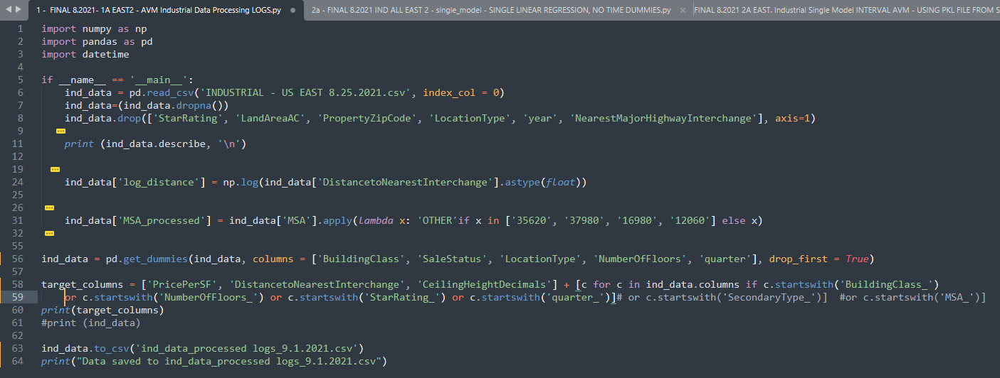 1 -  FINAL 8.2021- 1A EAST2 - AVM Industrial Data Processing LOGS.py
2a - FINAL 8.2021 IND ALL EAST 2 - single_model - SINGLE LINEAR REGRESSION, NO TIME DUMMIES.py
FINAL 8.2021 2A EAST. Industrial Single Model INTERVAL AVM - USING PKL FILE FROM S
1 import numpy as np
2 import pandas as pd
3 import datetime
4
5 if __name__ == '__main__':
6     ind_data = pd.read_csv('INDUSTRIAL - US EAST 8.25.2021.csv', index_col = 0)
7     ind_data=(ind_data.dropna())
8     ind_data.drop(['StarRating', 'LandAreaAC', 'PropertyZipCode', 'LocationType', 'year', 'NearestMajorHighwayInterchange'], axis=1)
9
11     print (ind_data.describe, '\n')
12
19
24     ind_data['log_distance'] = np.log(ind_data['DistancetoNearestInterchange'].astype(float))
25
26
31     ind_data['MSA_processed'] = ind_data['MSA'].apply(lambda x: 'OTHER'if x in ['35620', '37980', '16980', '12060'] else x)
32
55
56 ind_data = pd.get_dummies(ind_data, columns = ['BuildingClass', 'SaleStatus', 'LocationType', 'NumberOfFloors', 'quarter'], drop_first = True)
57
58 target_columns = ['PricePerSF', 'DistancetoNearestInterchange', 'CeilingHeightDecimals'] + [c for c in ind_data.columns if c.startswith('BuildingClass_')
59     or c.startswith('NumberOfFloors_') or c.startswith('StarRating_') or c.startswith('quarter_')]# or c.startswith('SecondaryType_')]  #or c.startswith('MSA_')]
60 print(target_columns)
61 #print (ind_data)
62
63 ind_data.to_csv('ind_data_processed logs_9.1.2021.csv')
64 print("Data saved to ind_data_processed logs_9.1.2021.csv")